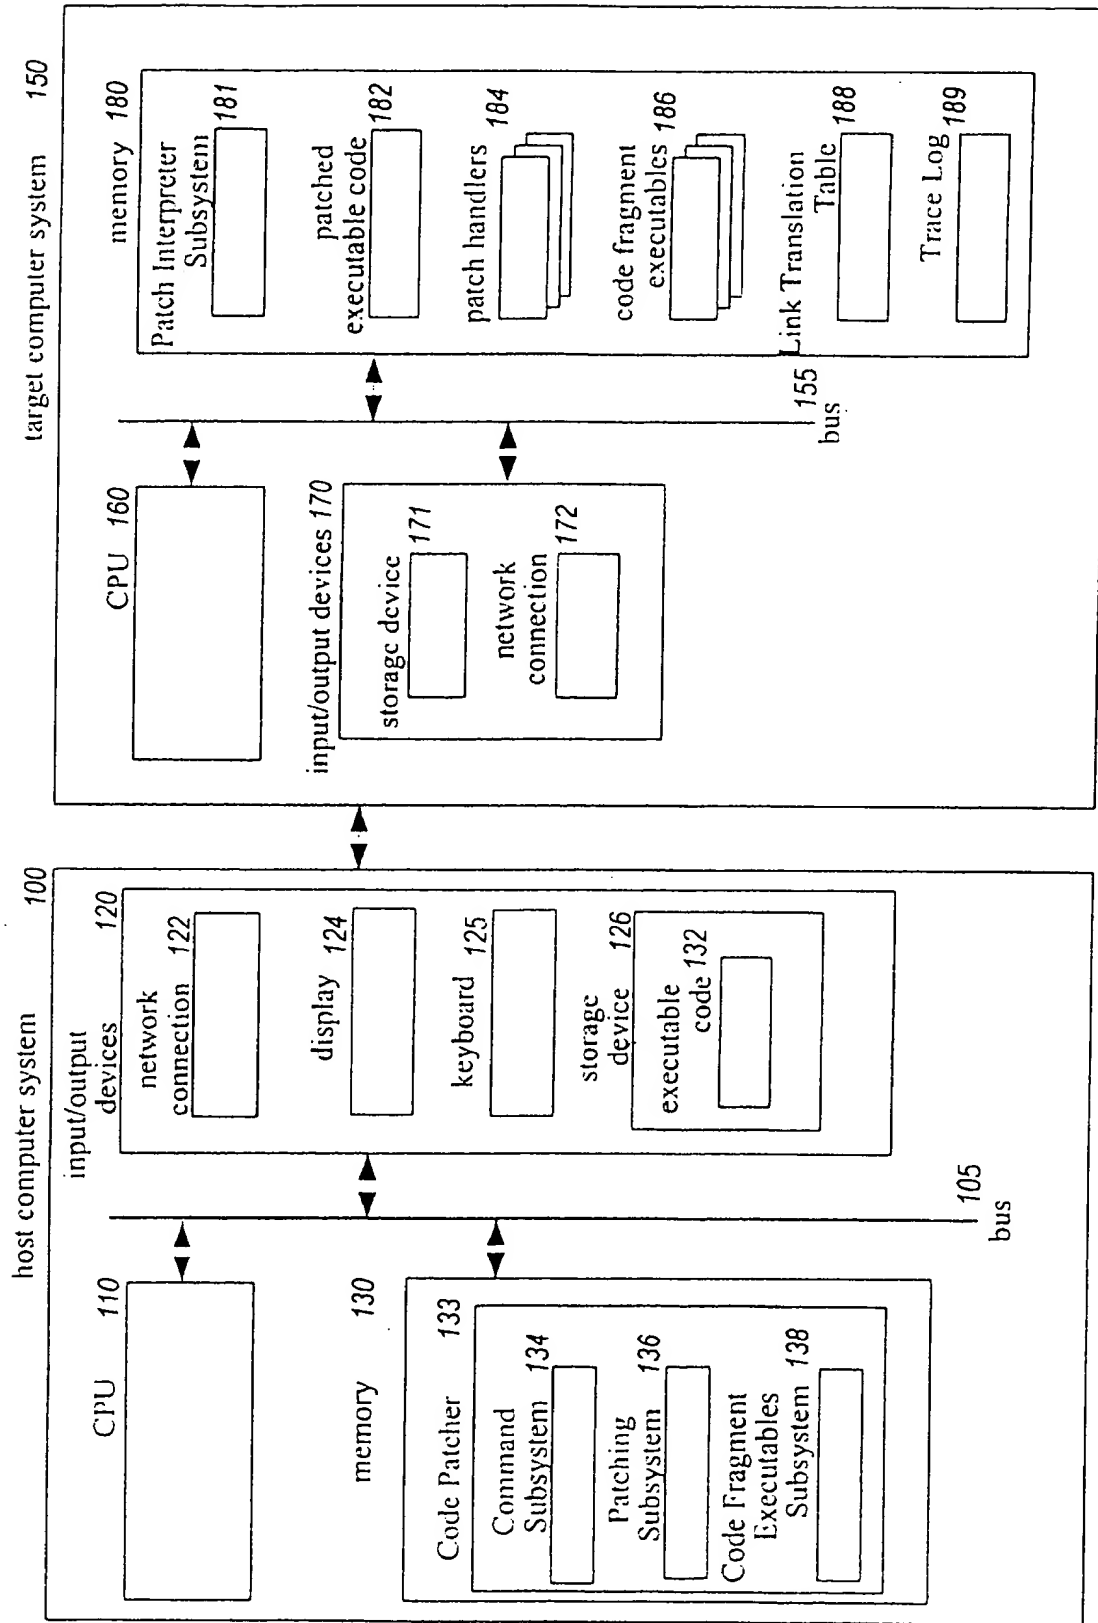 host computer system 100
CPU 110
memory 130
Code Patcher 133
Command
Subsystem 134
Patching
Subsystem 136
Code Fragment
Executables
Subsystem 138
105
bus
input/output
devices 120
network
connection 122
display 124
keyboard 125
storage
device 126
executable
code 132
target computer system 150
CPU 160
input/output devices 170
storage device 171
network
connection 172
155
bus
memory 180
Patch Interpreter
Subsystem 181
patched
executable code 182
patch handlers 184
code fragment
executables 186
Link Translation
Table 188
Trace Log 189